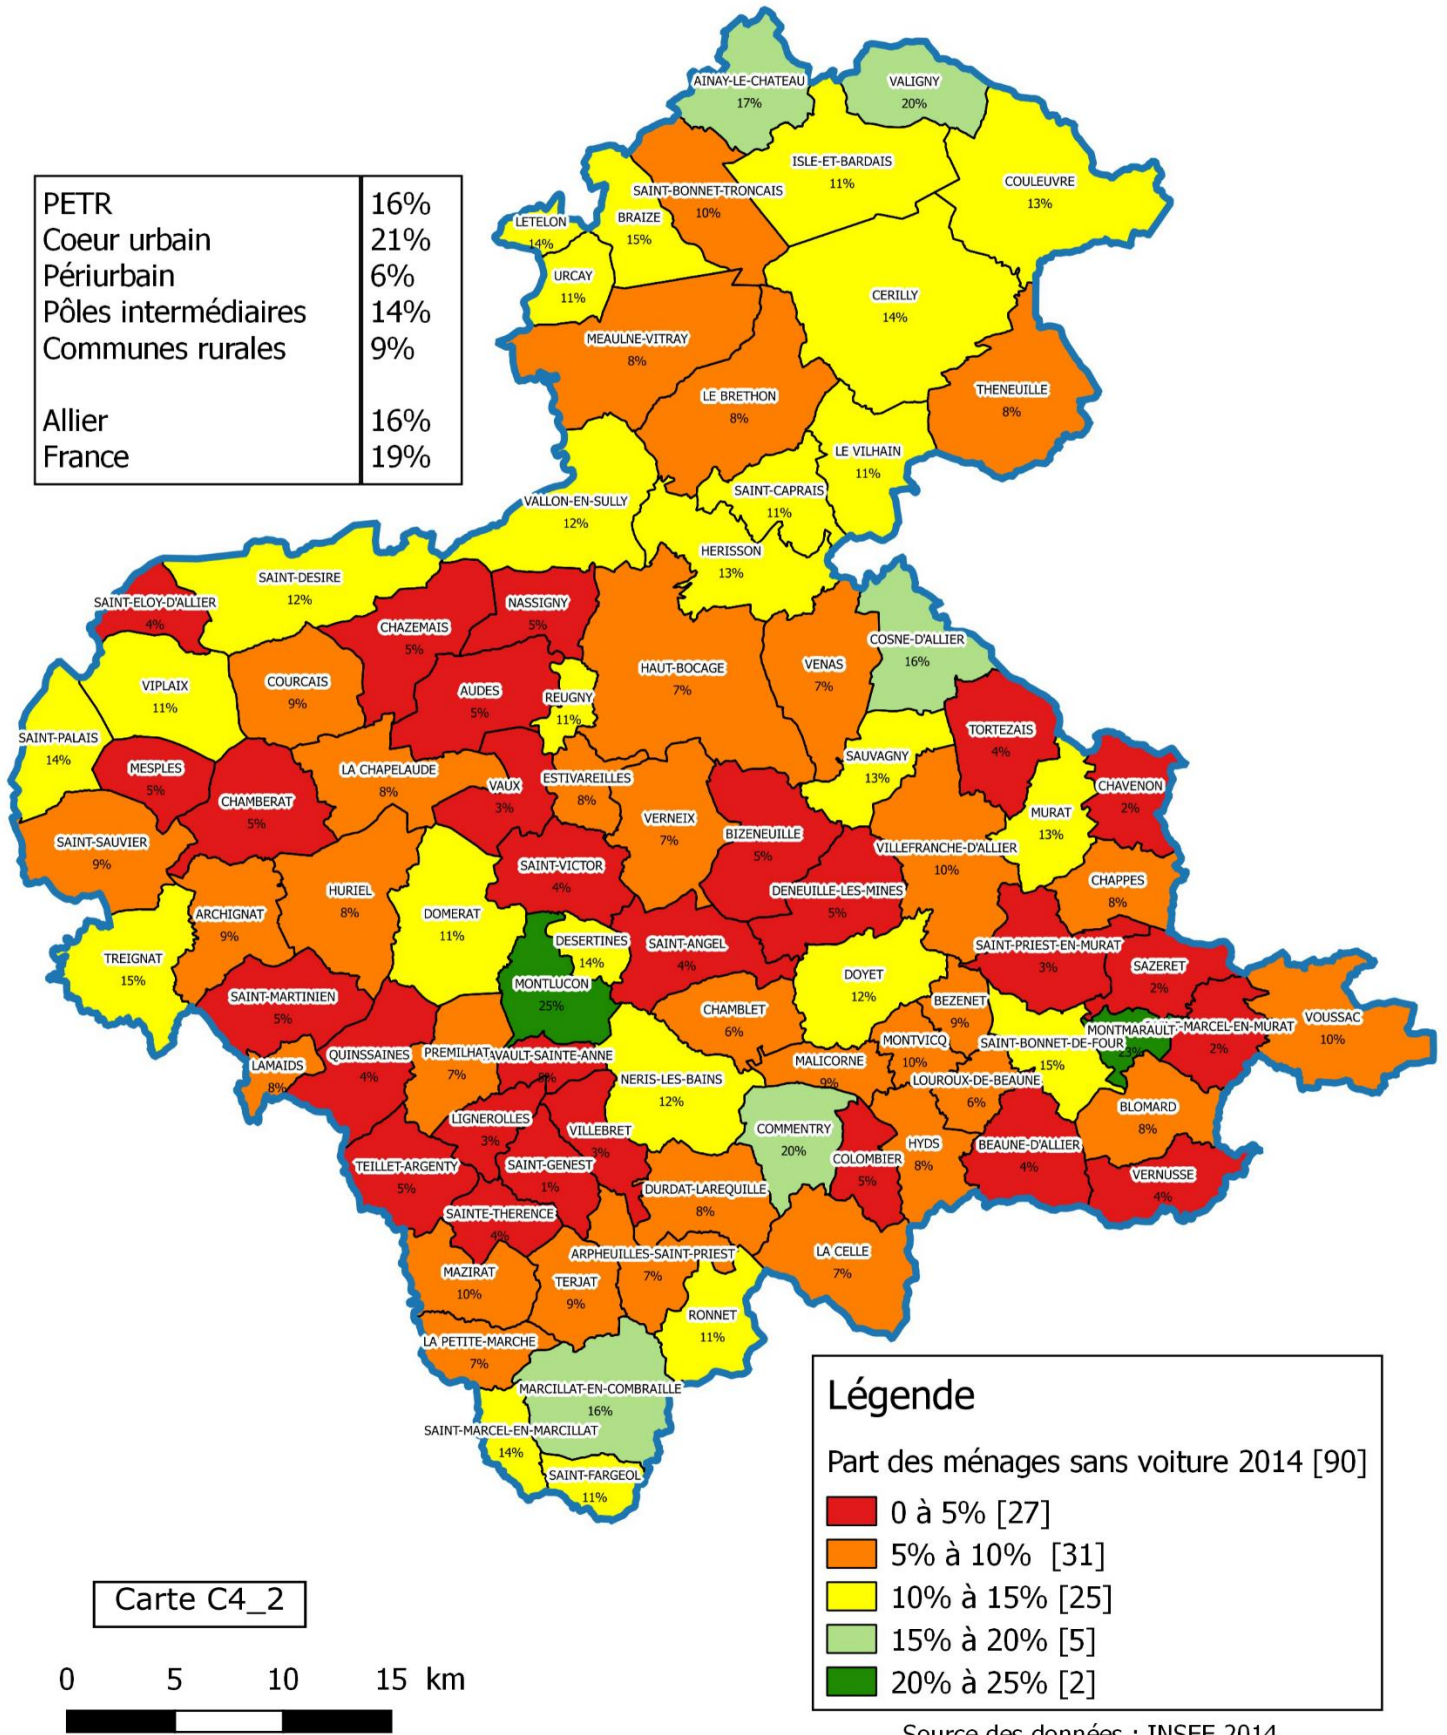 AINAY-LE-CHATEAU
17%
VALIGNY
20%
ISLE-ET-BARDAIS
11%
COULEUVRE
13%
SAINT-BONNET-TRONCAIS
10%
PETR 16%
Coeur urbain 21%
Périurbain 6%
Pôles intermédiaires 14%
Communes rurales 9%
Allier 16%
France 19%
LETELON
14%
BRAIZE
15%
URCAY
11%
CERILLY
14%
MEAULNE-VITRAY
8%
LE BRETHON
8%
THENEUILLE
8%
LE VILHAIN
11%
SAINT-CAPRAIS
11%
VALLON-EN-SULLY
12%
HERISSON
13%
SAINT-DESIRE
12%
SAINT-ELOY-D'ALLIER
4%
CHAZEMAIS
5%
NASSIGNY
5%
COSNE-D'ALLIER
16%
HAUT-BOCAGE
7%
VENAS
7%
VIPLAIX
11%
COURCAIS
9%
AUDES
5%
REUGNY
11%
SAINT-PALAIS
14%
TORTEZAIS
4%
SAUVAGNY
13%
MESPLES
5%
LA CHAPELAUDE
8%
VAUX
3%
ESTIVAREILLES
8%
CHAVENON
2%
CHAMBERAT
5%
VERNEIX
7%
BIZENEUILLE
5%
MURAT
13%
SAINT-SAUVIER
9%
VILLEFRANCHE-D'ALLIER
10%
SAINT-VICTOR
4%
HURIEL
8%
DENEUILLE-LES-MINES
5%
CHAPPES
8%
ARCHIGNAT
9%
DOMERAT
11%
DESERTINES
14%
SAINT-ANGEL
4%
SAINT-PRIEST-EN-MURAT
3%
TREIGNAT
15%
SAZERET
2%
DOYET
12%
MONTLUCON
25%
SAINT-MARTINIEN
5%
CHAMBLET
6%
BEZENET
9%
VOUSSAC
10%
MONTMARAULT
23%
-MARCEL-EN-MURAT
2%
MONTVICQ
10%
SAINT-BONNET-DE-FOUR
15%
QUINSSAINES
4%
PREMILHAT
7%
AVAULT-SAINTE-ANNE
LAMAIDS
8%
MALICORNE
9%
NERIS-LES-BAINS
12%
LOUROUX-DE-BEAUNE
6%
BLOMARD
8%
LIGNEROLLES
3%
VILLEBRET
3%
COMMENTRY
20%
HYDS
8%
BEAUNE-D'ALLIER
4%
COLOMBIER
5%
TEILLET-ARGENTY
5%
SAINT-GENEST
1%
VERNUSSE
4%
DURDAT-LAREQUILLE
8%
SAINTE-THERENCE
4%
ARPHEUILLES-SAINT-PRIEST
7%
LA CELLE
7%
MAZIRAT
10%
TERJAT
9%
RONNET
11%
LA PETITE-MARCHE
7%
MARCILLAT-EN-COMBRAILLE
16%
SAINT-MARCEL-EN-MARCILLAT
14%
SAINT-FARGEOL
11%
Légende
Part des ménages sans voiture 2014 [90]
0 à 5% [27]
5% à 10% [31]
10% à 15% [25]
15% à 20% [5]
20% à 25% [2]
Carte C4_2
0 5 10 15 km
Source des données : INSEE 2014